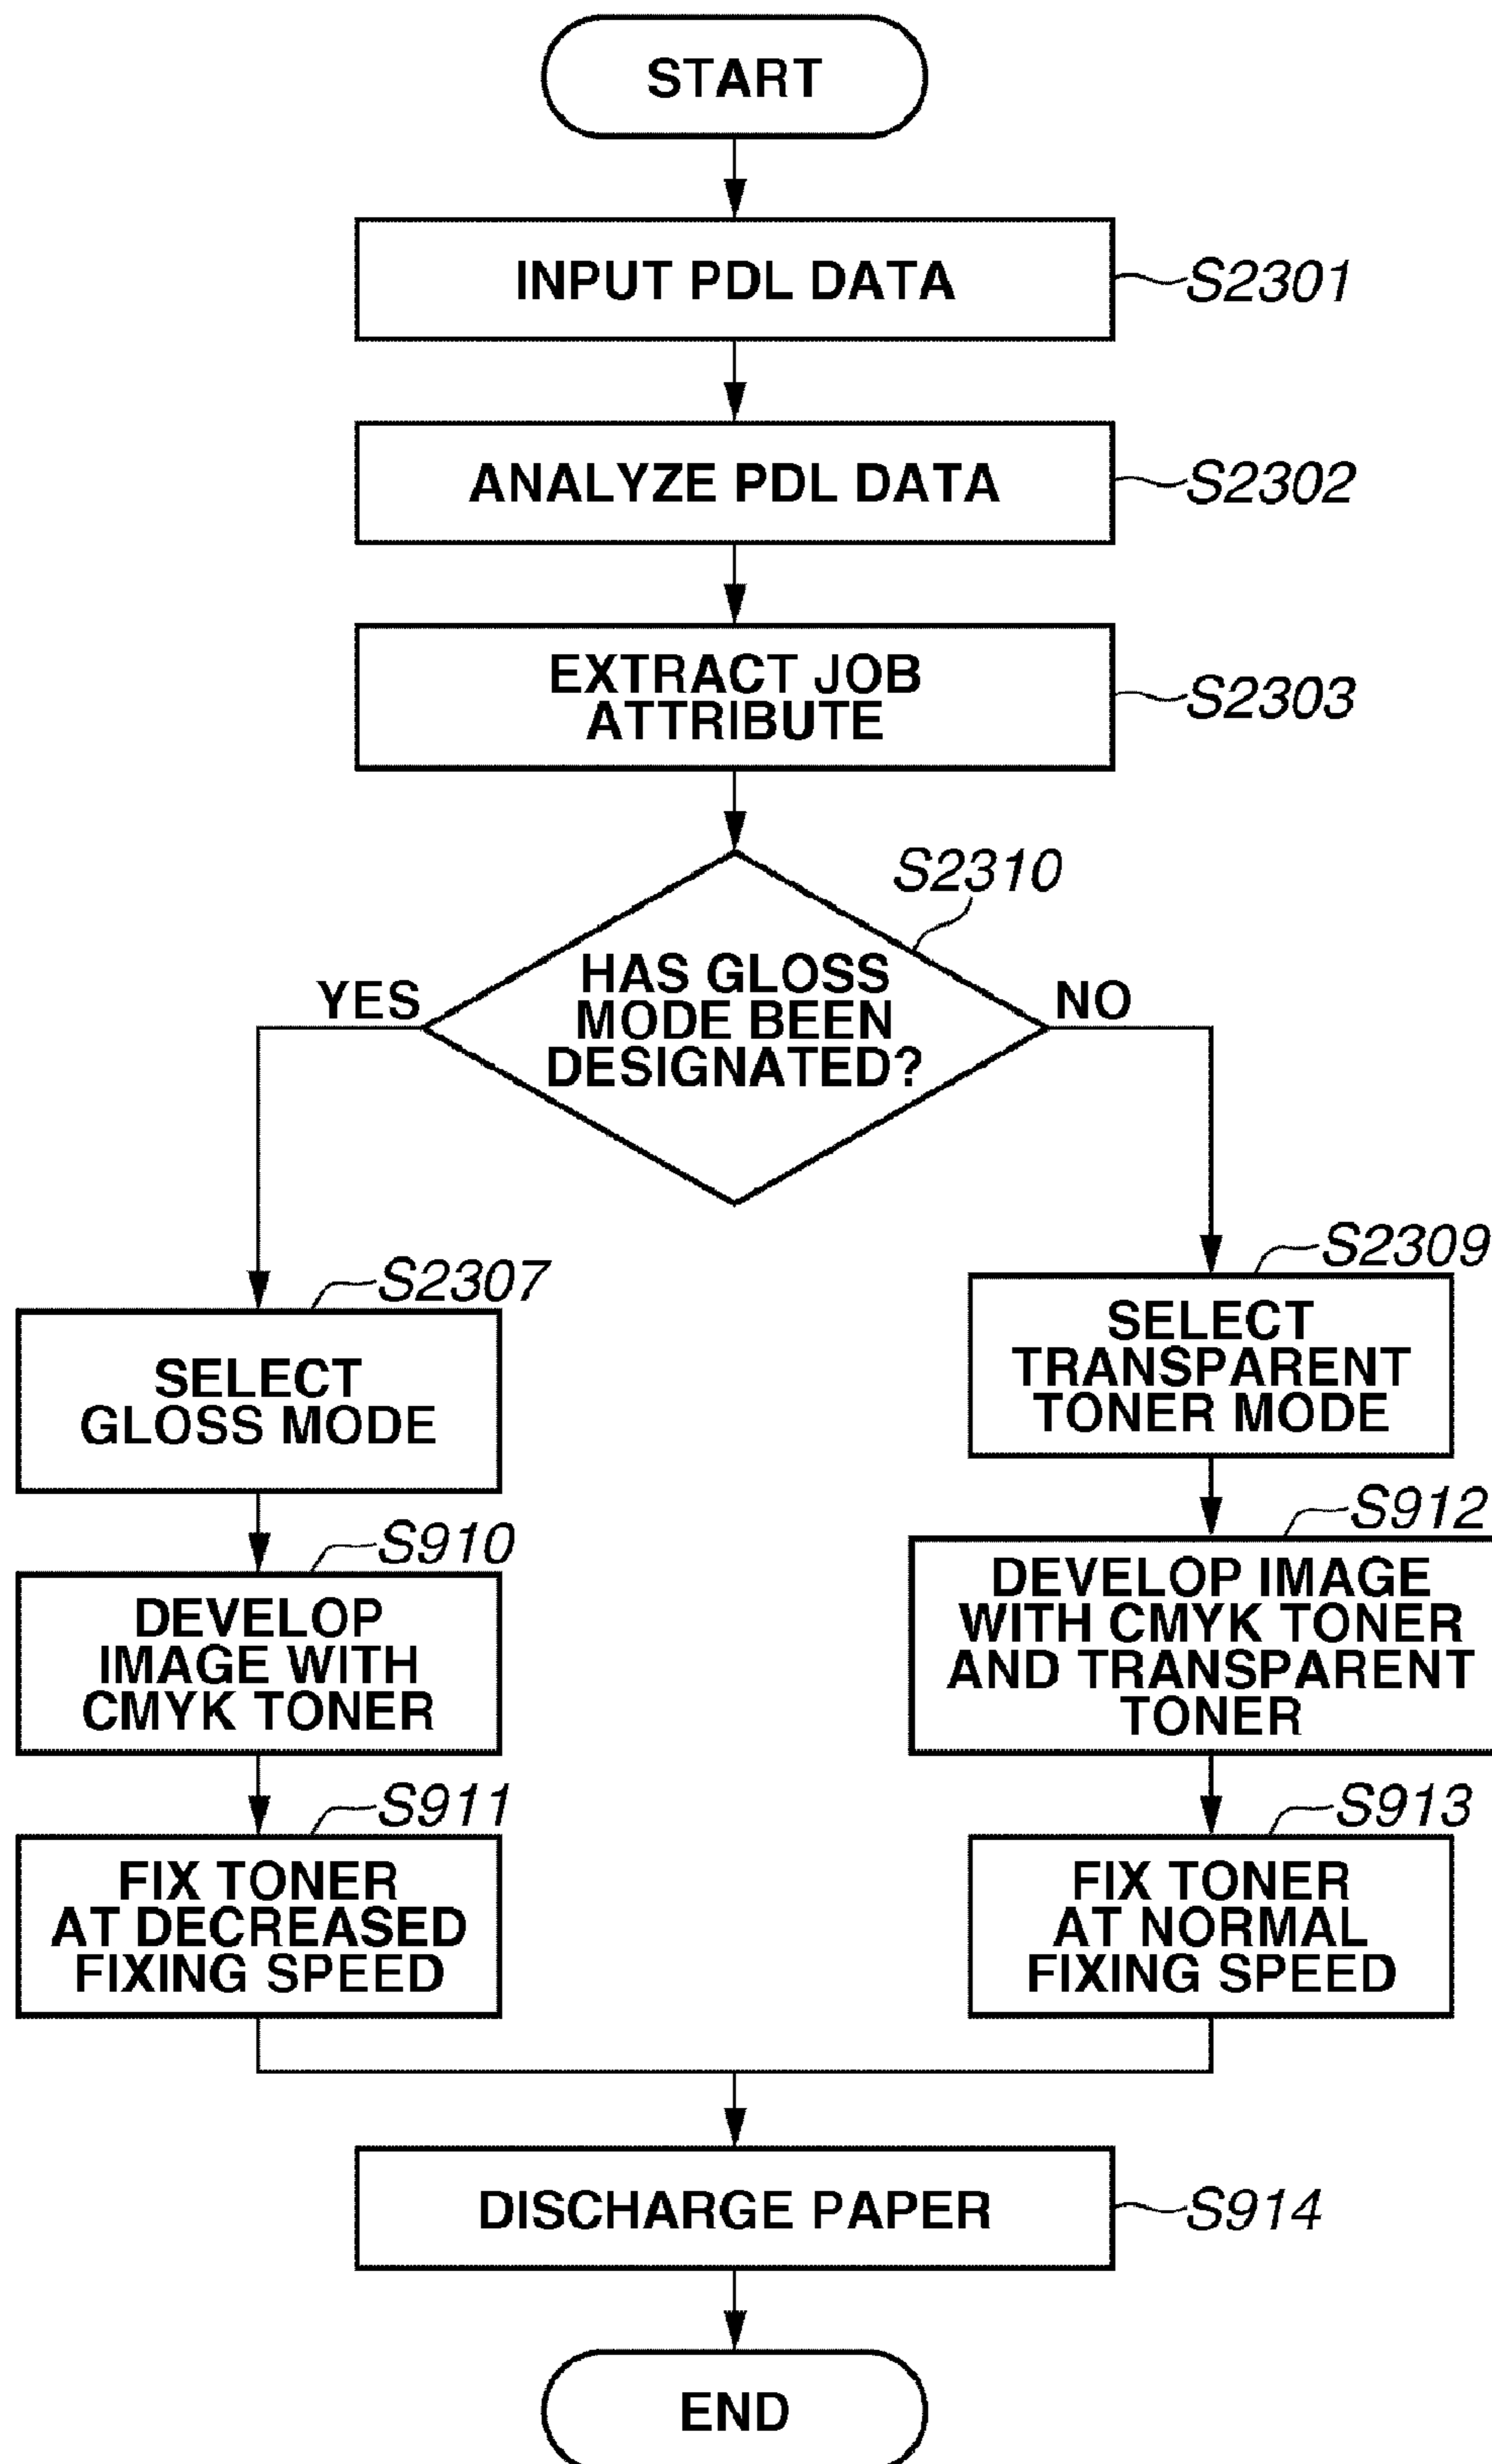 START
INPUT PDL DATA
S2301
ANALYZE PDL DATA
S2302
EXTRACT JOB
ATTRIBUTE
S2303
S2310
HAS GLOSS
MODE BEEN
DESIGNATED?
YES
NO
S2307
SELECT
GLOSS MODE
S910
DEVELOP
IMAGE WITH
CMYK TONER
S911
FIX TONER
AT DECREASED
FIXING SPEED
S2309
SELECT
TRANSPARENT
TONER MODE
S912
DEVELOP IMAGE
WITH CMYK TONER
AND TRANSPARENT
TONER
S913
FIX TONER
AT NORMAL
FIXING SPEED
DISCHARGE PAPER
S914
END